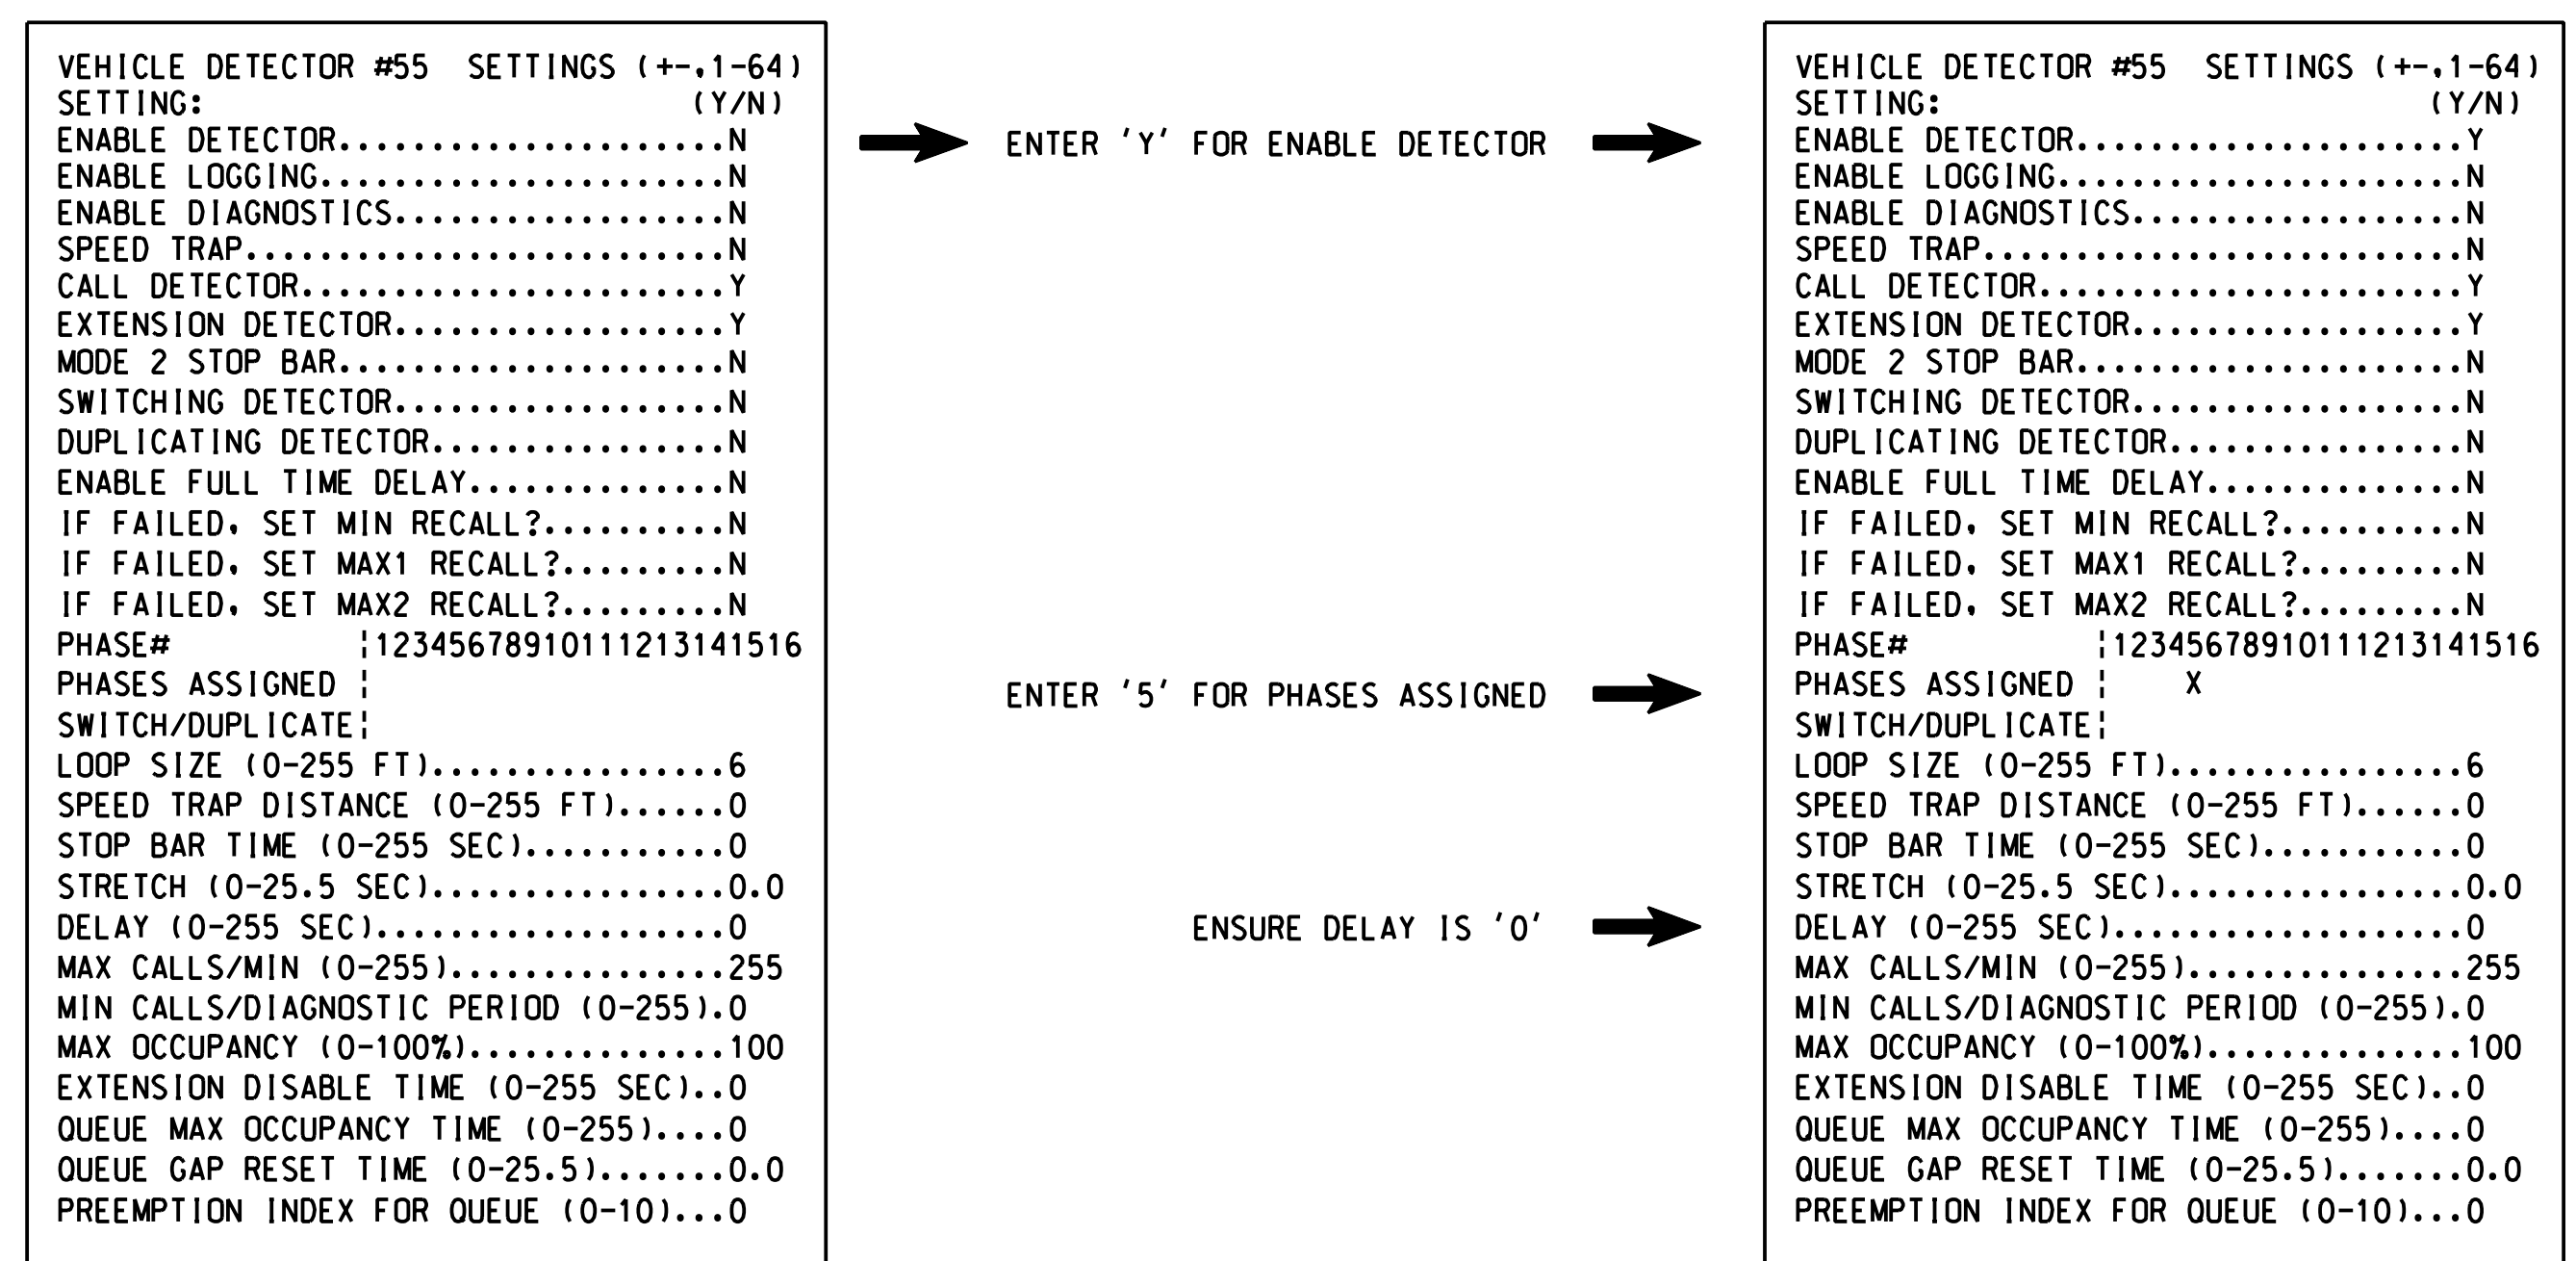 VEHICLE DETECTOR #55  SETTINGS (+-,1-64)
SETTING:                          (Y/N)
ENABLE DETECTOR.....................N
ENABLE LOGGING......................N
ENABLE DIAGNOSTICS..................N
SPEED TRAP..........................N
CALL DETECTOR.......................Y
EXTENSION DETECTOR..................Y
MODE 2 STOP BAR.....................N
SWITCHING DETECTOR..................N
DUPLICATING DETECTOR................N
ENABLE FULL TIME DELAY..............N
IF FAILED, SET MIN RECALL?..........N
IF FAILED, SET MAX1 RECALL?.........N
IF FAILED, SET MAX2 RECALL?.........N
PHASE#          ¦12345678910111213141516
PHASES ASSIGNED ¦
SWITCH/DUPLICATE¦
LOOP SIZE (0-255 FT)................6
SPEED TRAP DISTANCE (0-255 FT)......0
STOP BAR TIME (0-255 SEC)...........0
STRETCH (0-25.5 SEC)................0.0
DELAY (0-255 SEC)...................0
MAX CALLS/MIN (0-255)...............255
MIN CALLS/DIAGNOSTIC PERIOD (0-255).0
MAX OCCUPANCY (0-100%)..............100
EXTENSION DISABLE TIME (0-255 SEC)..0
QUEUE MAX OCCUPANCY TIME (0-255)....0
QUEUE GAP RESET TIME (0-25.5).......0.0
PREEMPTION INDEX FOR QUEUE (0-10)...0
ENTER 'Y' FOR ENABLE DETECTOR
ENTER '5' FOR PHASES ASSIGNED
ENSURE DELAY IS '0'
VEHICLE DETECTOR #55  SETTINGS (+-,1-64)
SETTING:                          (Y/N)
ENABLE DETECTOR.....................Y
ENABLE LOGGING......................N
ENABLE DIAGNOSTICS..................N
SPEED TRAP..........................N
CALL DETECTOR.......................Y
EXTENSION DETECTOR..................Y
MODE 2 STOP BAR.....................N
SWITCHING DETECTOR..................N
DUPLICATING DETECTOR................N
ENABLE FULL TIME DELAY..............N
IF FAILED, SET MIN RECALL?..........N
IF FAILED, SET MAX1 RECALL?.........N
IF FAILED, SET MAX2 RECALL?.........N
PHASE#          ¦12345678910111213141516
PHASES ASSIGNED ¦    X
SWITCH/DUPLICATE¦
LOOP SIZE (0-255 FT)................6
SPEED TRAP DISTANCE (0-255 FT)......0
STOP BAR TIME (0-255 SEC)...........0
STRETCH (0-25.5 SEC)................0.0
DELAY (0-255 SEC)...................0
MAX CALLS/MIN (0-255)...............255
MIN CALLS/DIAGNOSTIC PERIOD (0-255).0
MAX OCCUPANCY (0-100%)..............100
EXTENSION DISABLE TIME (0-255 SEC)..0
QUEUE MAX OCCUPANCY TIME (0-255)....0
QUEUE GAP RESET TIME (0-25.5).......0.0
PREEMPTION INDEX FOR QUEUE (0-10)...0